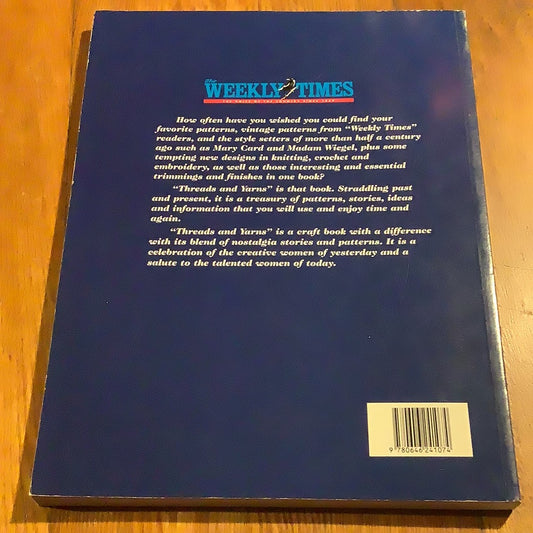 the
WEEKLY TIMES
THE VOICE OF THE COUNTRY SINCE 1869
How often have you wished you could find your
favorite patterns, vintage patterns from "Weekly Times"
readers, and the style setters of more than half a century
ago such as Mary Card and Madam Wiegel, plus some
tempting new designs in knitting, crochet and
embroidery, as well as those interesting and essential
trimmings and finishes in one book?
"Threads and Yarns" is that book. Straddling past
and present, it is a treasury of patterns, stories, ideas
and information that you will use and enjoy time and
again.
"Threads and Yarns" is a craft book with a difference
with its blend of nostalgia stories and patterns. It is a
celebration of the creative women of yesterday and a
salute to the talented women of today.
9 780646 241074